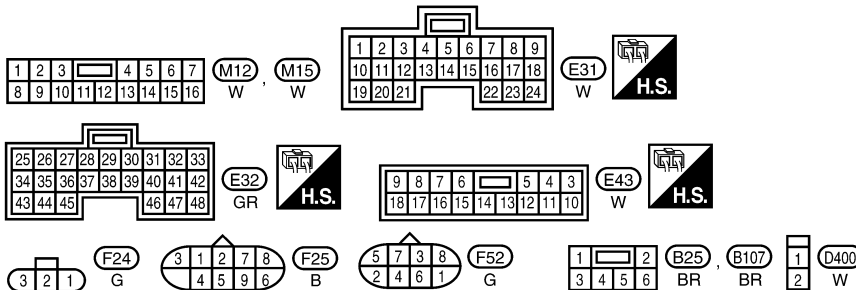 1 2 3 4 5 6 7
8 9 10 11 12 13 14 15 16
M12
W
,
M15
W
1 2 3 4 5 6 7 8 9
10 11 12 13 14 15 16 17 18
19 20 21 22 23 24
E31
W
H.S.
25 26 27 28 29 30 31 32 33
34 35 36 37 38 39 40 41 42
43 44 45 46 47 48
E32
GR
H.S.
9 8 7 6 5 4 3
18 17 16 15 14 13 12 11 10
E43
W
H.S.
3 2 1
F24
G
3 1 2 7 8
4 5 9 6
F25
B
5 7 3 8
2 4 6 1
F52
G
1 2
3 4 5 6
B25
BR
,
B107
BR
1
2
D400
W